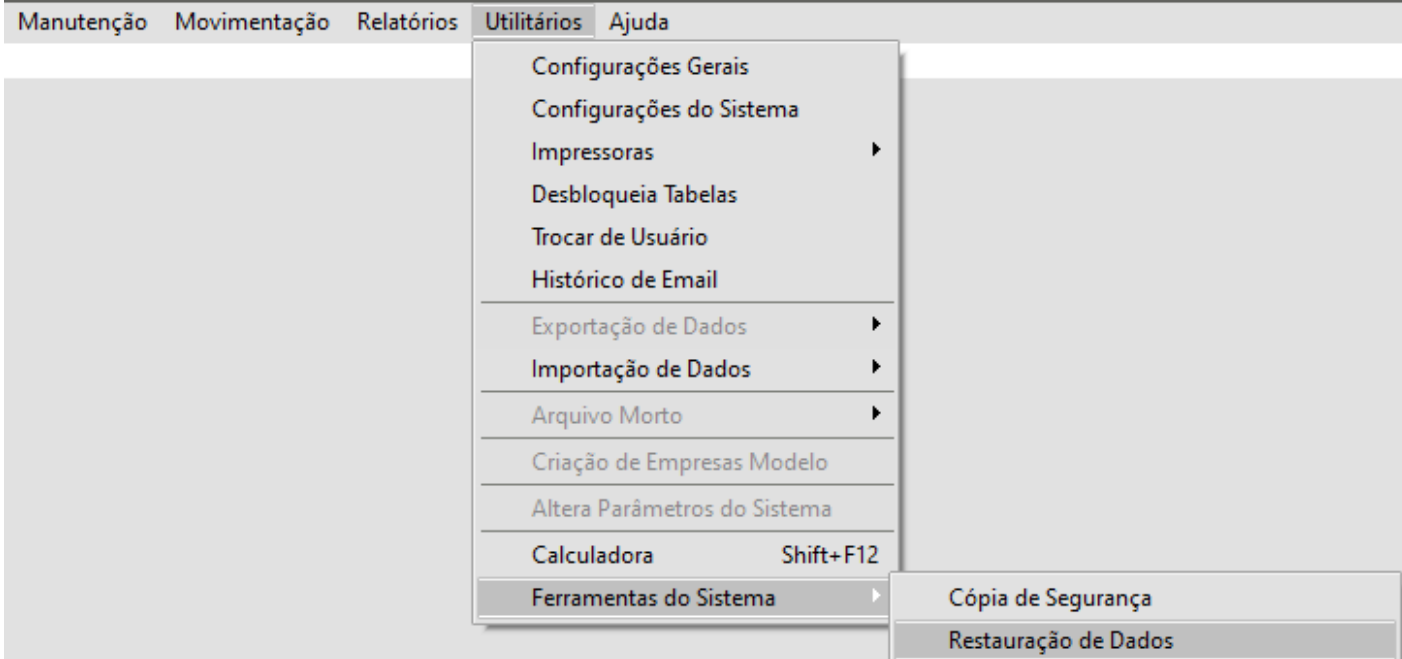 Manutenção Movimentação Relatórios Utilitários Ajuda
Configurações Gerais
Configurações do Sistema
Impressoras
Desbloqueia Tabelas
Trocar de Usuário
Histórico de Email
Exportação de Dados
Importação de Dados
Arquivo Morto
Criação de Empresas Modelo
Altera Parâmetros do Sistema
Calculadora Shift+F12
Ferramentas do Sistema
Cópia de Segurança
Restauração de Dados